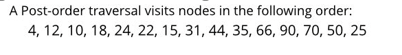 A Post-order traversal visits nodes in the following order:
4, 12, 10, 18, 24, 22, 15, 31, 44, 35, 66, 90, 70, 50, 25